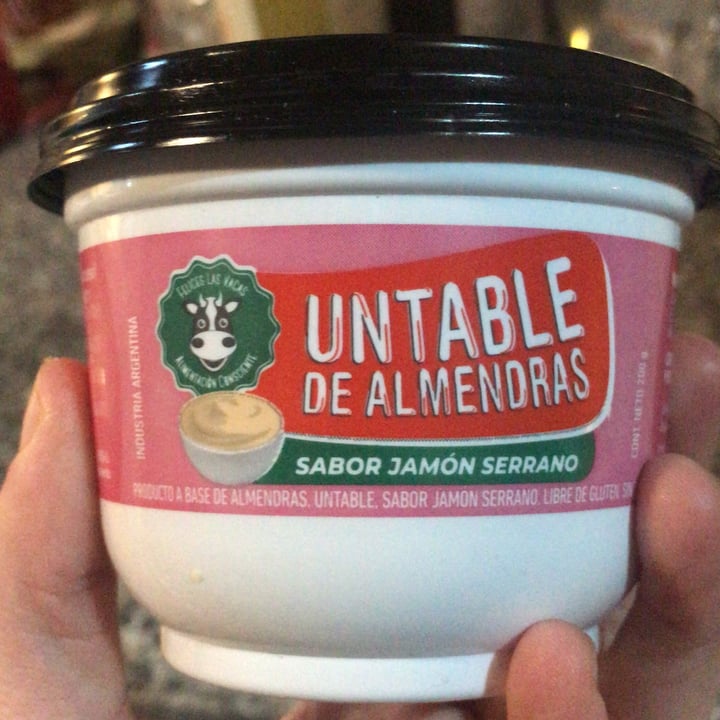 FELICES LAS VACAS
ALIMENTACIÓN CONSCIENTE
UNTABLE
DE ALMENDRAS
SABOR JAMÓN SERRANO
PRODUCTO A BASE DE ALMENDRAS, UNTABLE, SABOR JAMON SERRANO, LIBRE DE GLUTEN, SIN
INDUSTRIA ARGENTINA
CONT. NETO 200 g